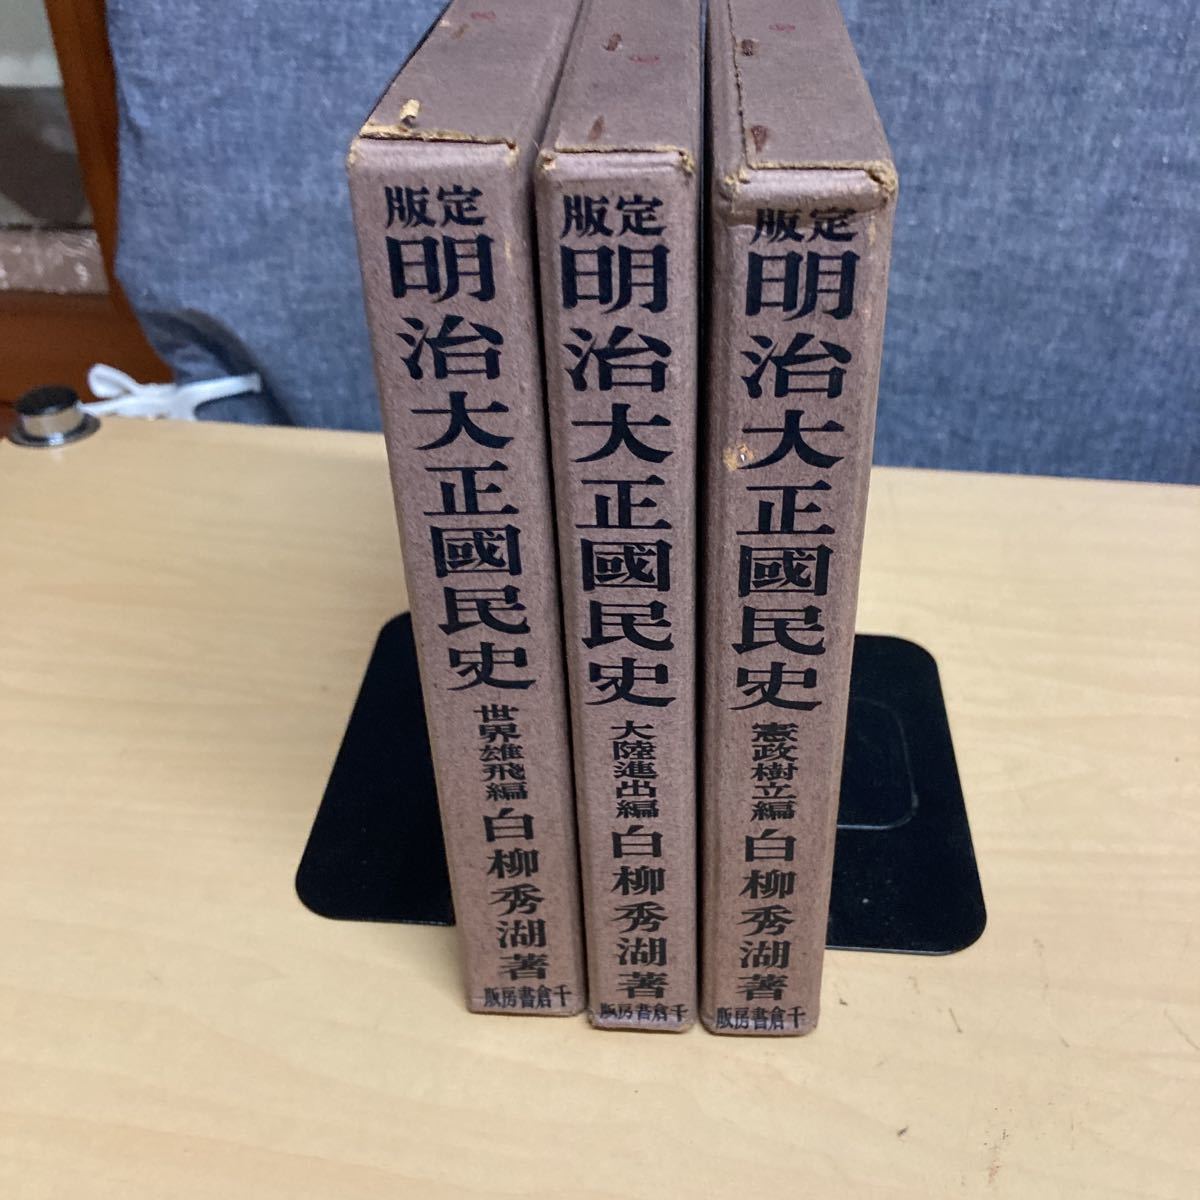 定版
明治大正國民史
世界雄飛編
白柳秀湖著
千倉書房版
定版
明治大正國民史
大陸進出編
白柳秀湖著
千倉書房版
定版
明治大正國民史
憲政樹立編
白柳秀湖著
千倉書房版